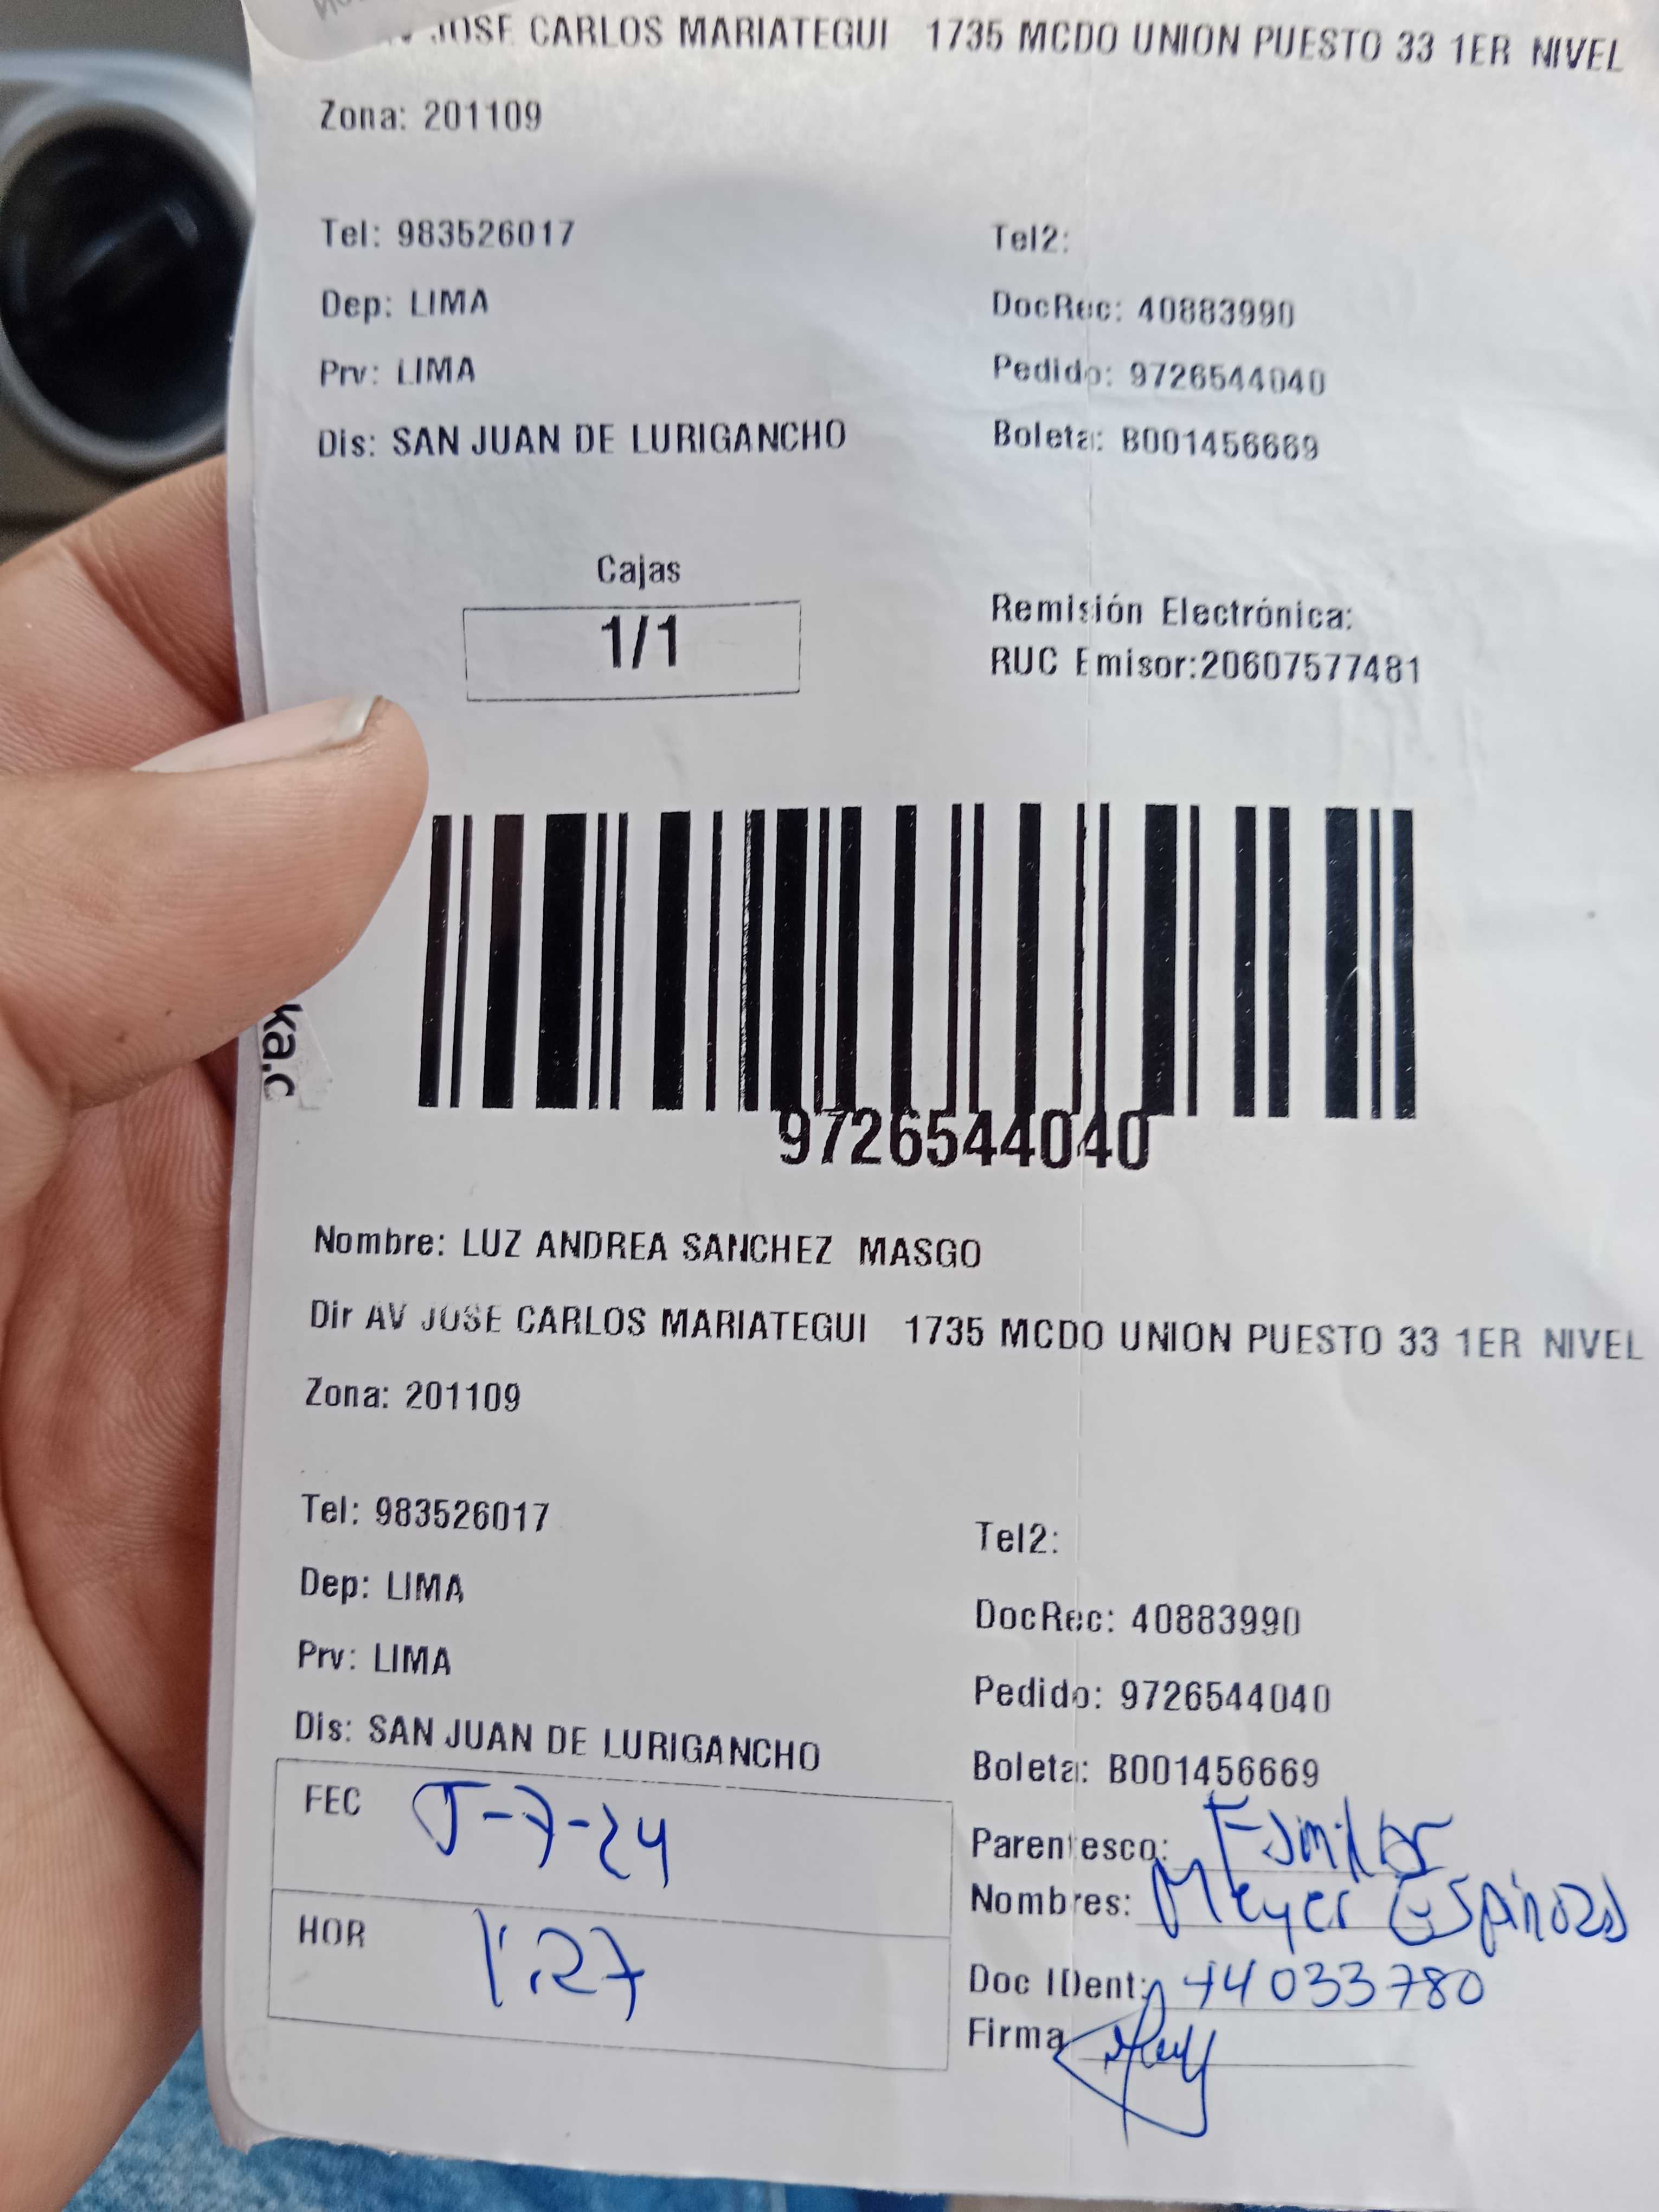 AV JOSE CARLOS MARIATEGUI 1735 MCDO UNION PUESTO 33 1ER NIVEL
Zona: 201109
Tel: 983526017
Tel2:
Dep: LIMA
DocRec: 40883990
Prv: LIMA
Pedido: 9726544040
Dis: SAN JUAN DE LURIGANCHO
Boleta: B001456669
Cajas
1/1
Remisión Electrónica:
RUC Emisor:20607577481
ka.c
9726544040
Nombre: LUZ ANDREA SANCHEZ MASGO
Dir AV JOSE CARLOS MARIATEGUI 1735 MCDO UNION PUESTO 33 1ER NIVEL
Zona: 201109
Tel: 983526017
Tel2:
Dep: LIMA
DocRec: 40883990
Prv: LIMA
Pedido: 9726544040
Dis: SAN JUAN DE LURIGANCHO
Boleta: B001456669
FEC 5-7-24
Parentesco: Familiar
Nombres: Meyer Espinoza
HOR 1:27
Doc IDent: 44033780
Firma